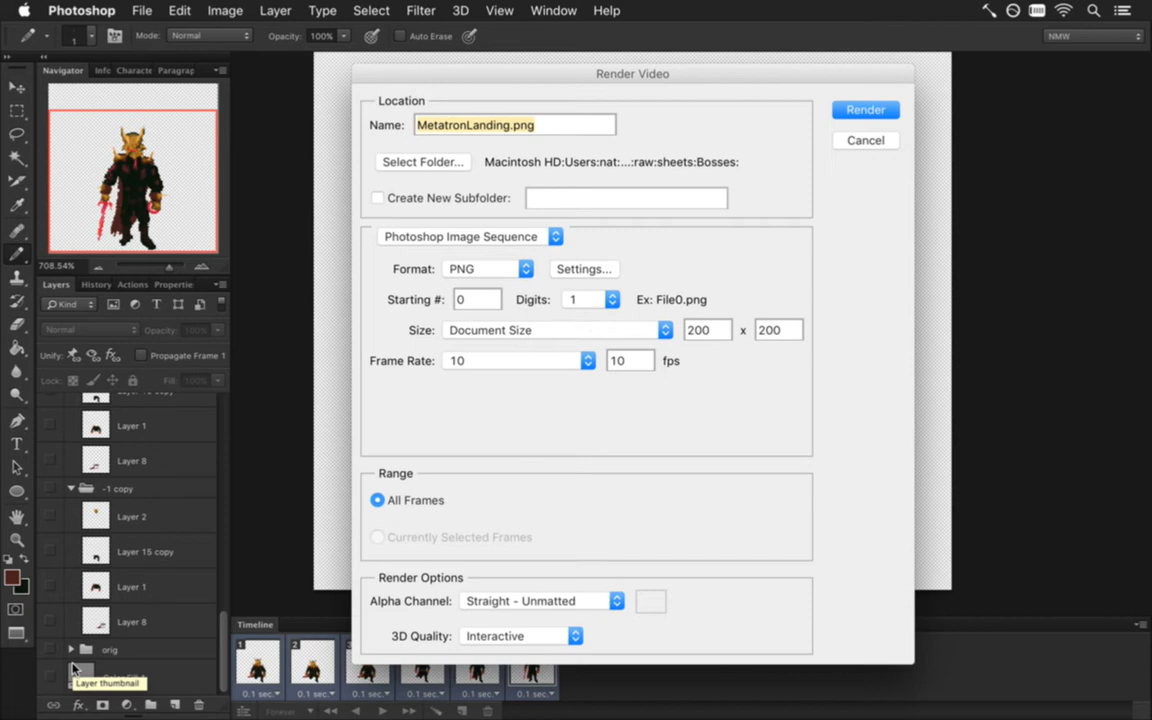 Photoshop File Edit Image Layer Type Select Filter 3D View Window Help
1 Mode: Normal Opacity: 100% Auto Erase NMW
Navigator Info Characte Paragrap
708.54%
Layers History Actions Propertie
Kind
Normal Opacity: 100%
Unify: Propagate Frame 1
Lock: Fill: 100%
Layer 1
Layer 8
-1 copy
Layer 2
Layer 15 copy
Layer 1
Layer 8
orig
Layer thumbnail
Render Video
Location
Name: MetatronLanding.png
Select Folder... Macintosh HD:Users:nat:...:raw:sheets:Bosses:
Create New Subfolder:
Render
Cancel
Photoshop Image Sequence
Format: PNG Settings...
Starting #: 0 Digits: 1 Ex: File0.png
Size: Document Size 200 x 200
Frame Rate: 10 10 fps
Range
All Frames
Currently Selected Frames
Render Options
Alpha Channel: Straight - Unmatted
3D Quality: Interactive
Timeline
1 2
0.1 sec. 0.1 sec. 0.1 sec. 0.1 sec. 0.1 sec. 0.1 sec.
Forever